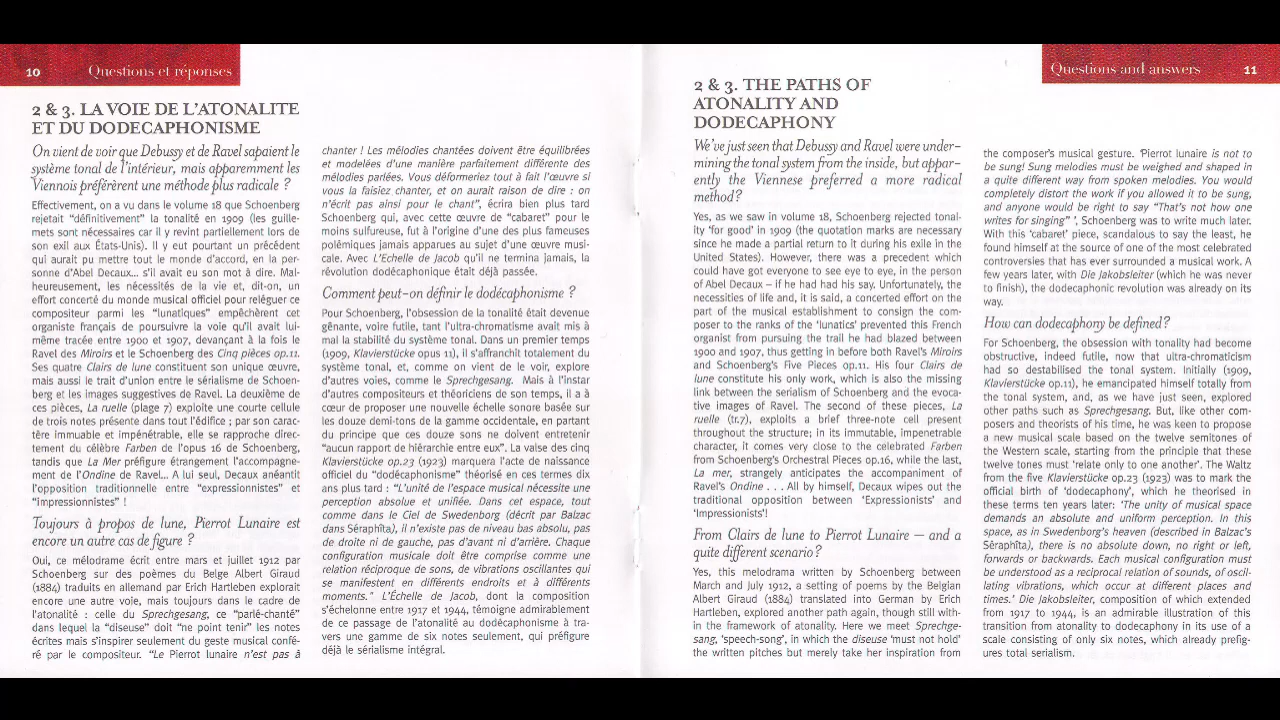 10 Questions et réponses
2 & 3. LA VOIE DE L'ATONALITE
ET DU DODECAPHONISME
On vient de voir que Debussy et de Ravel sapaient le
système tonal de l'intérieur, mais apparemment les
Viennois préférèrent une méthode plus radicale ?
Effectivement, on a vu dans le volume 18 que Schoenberg
rejetait "définitivement" la tonalité en 1909 (les guille-
mets sont nécessaires car il y revint partiellement lors de
son exil aux États-Unis). Il y eut pourtant un précédent
qui aurait pu mettre tout le monde d'accord, en la per-
sonne d'Abel Decaux... s'il avait eu son mot à dire. Mal-
heureusement, les nécessités de la vie et, dit-on, un
effort concerté du monde musical officiel pour reléguer ce
compositeur parmi les "lunatiques" empêchèrent cet
organiste français de poursuivre la voie qu'il avait lui-
même tracée entre 1900 et 1907, devançant à la fois le
Ravel des Miroirs et le Schoenberg des Cinq pièces op.11.
Ses quatre Clairs de lune constituent son unique œuvre,
mais aussi le trait d'union entre le sérialisme de Schoen-
berg et les images suggestives de Ravel. La deuxième de
ces pièces, La ruelle (plage 7) exploite une courte cellule
de trois notes présente dans tout l'édifice ; par son carac-
tère immuable et impénétrable, elle se rapproche direc-
tement du célèbre Farben de l'opus 16 de Schoenberg,
tandis que La Mer préfigure étrangement l'accompagne-
ment de l'Ondine de Ravel... A lui seul, Decaux anéantit
l'opposition traditionnelle entre "expressionnistes" et
"impressionnistes" !
Toujours à propos de lune, Pierrot Lunaire est
encore un autre cas de figure ?
Oui, ce mélodrame écrit entre mars et juillet 1912 par
Schoenberg sur des poèmes du Belge Albert Giraud
(1884) traduits en allemand par Erich Hartleben explorait
encore une autre voie, mais toujours dans le cadre de
l'atonalité : celle du Sprechgesang, ce "parlé-chanté"
dans lequel la "diseuse" doit "ne point tenir" les notes
écrites mais s'inspirer seulement du geste musical confé-
ré par le compositeur. "Le Pierrot lunaire n'est pas à
chanter ! Les mélodies chantées doivent être équilibrées
et modelées d'une manière parfaitement différente des
mélodies parlées. Vous déformeriez tout à fait l'œuvre si
vous la faisiez chanter, et on aurait raison de dire : on
n'écrit pas ainsi pour le chant", écrira bien plus tard
Schoenberg qui, avec cette œuvre de "cabaret" pour le
moins sulfureuse, fut à l'origine d'une des plus fameuses
polémiques jamais apparues au sujet d'une œuvre musi-
cale. Avec L'Echelle de Jacob qu'il ne termina jamais, la
révolution dodécaphonique était déjà passée.
Comment peut-on définir le dodécaphonisme ?
Pour Schoenberg, l'obsession de la tonalité était devenue
gênante, voire futile, tant l'ultra-chromatisme avait mis à
mal la stabilité du système tonal. Dans un premier temps
(1909, Klavierstücke opus 11), il s'affranchit totalement du
système tonal, et, comme on vient de le voir, explore
d'autres voies, comme le Sprechgesang. Mais à l'instar
d'autres compositeurs et théoriciens de son temps, il a à
cœur de proposer une nouvelle échelle sonore basée sur
les douze demi-tons de la gamme occidentale, en partant
du principe que ces douze sons ne doivent entretenir
"aucun rapport de hiérarchie entre eux". La valse des cinq
Klavierstücke op.23 (1923) marquera l'acte de naissance
officiel du "dodécaphonisme" théorisé en ces termes dix
ans plus tard : "L'unité de l'espace musical nécessite une
perception absolue et unifiée. Dans cet espace, tout
comme dans le Ciel de Swedenborg (décrit par Balzac
dans Séraphîta), il n'existe pas de niveau bas absolu, pas
de droite ni de gauche, pas d'avant ni d'arrière. Chaque
configuration musicale doit être comprise comme une
relation réciproque de sons, de vibrations oscillantes qui
se manifestent en différents endroits et à différents
moments." L'Échelle de Jacob, dont la composition
s'échelonne entre 1917 et 1944, témoigne admirablement
de ce passage de l'atonalité au dodécaphonisme à tra-
vers une gamme de six notes seulement, qui préfigure
déjà le sérialisme intégral.
Questions and answers 11
2 & 3. THE PATHS OF
ATONALITY AND
DODECAPHONY
We've just seen that Debussy and Ravel were under-
mining the tonal system from the inside, but appar-
ently the Viennese preferred a more radical
method ?
Yes, as we saw in volume 18, Schoenberg rejected tonal-
ity 'for good' in 1909 (the quotation marks are necessary
since he made a partial return to it during his exile in the
United States). However, there was a precedent which
could have got everyone to see eye to eye, in the person
of Abel Decaux – if he had had his say. Unfortunately, the
necessities of life and, it is said, a concerted effort on the
part of the musical establishment to consign the com-
poser to the ranks of the 'lunatics' prevented this French
organist from pursuing the trail he had blazed between
1900 and 1907, thus getting in before both Ravel's Miroirs
and Schoenberg's Five Pieces op.11. His four Clairs de
lune constitute his only work, which is also the missing
link between the serialism of Schoenberg and the evoca-
tive images of Ravel. The second of these pieces, La
ruelle (tr.7), exploits a brief three-note cell present
throughout the structure; in its immutable, impenetrable
character, it comes very close to the celebrated Farben
from Schoenberg's Orchestral Pieces op.16, while the last,
La mer, strangely anticipates the accompaniment of
Ravel's Ondine . . . All by himself, Decaux wipes out the
traditional opposition between 'Expressionists' and
'Impressionists'!
From Clairs de lune to Pierrot Lunaire – and a
quite different scenario ?
Yes, this melodrama written by Schoenberg between
March and July 1912, a setting of poems by the Belgian
Albert Giraud (1884) translated into German by Erich
Hartleben, explored another path again, though still with-
in the framework of atonality. Here we meet Sprechge-
sang, 'speech-song', in which the diseuse 'must not hold'
the written pitches but merely take her inspiration from
the composer's musical gesture. 'Pierrot lunaire is not to
be sung! Sung melodies must be weighed and shaped in
a quite different way from spoken melodies. You would
completely distort the work if you allowed it to be sung,
and anyone would be right to say "That's not how one
writes for singing" ', Schoenberg was to write much later.
With this 'cabaret' piece, scandalous to say the least, he
found himself at the source of one of the most celebrated
controversies that has ever surrounded a musical work. A
few years later, with Die Jakobsleiter (which he was never
to finish), the dodecaphonic revolution was already on its
way.
How can dodecaphony be defined?
For Schoenberg, the obsession with tonality had become
obstructive, indeed futile, now that ultra-chromaticism
had so destabilised the tonal system. Initially (1909,
Klavierstücke op.11), he emancipated himself totally from
the tonal system, and, as we have just seen, explored
other paths such as Sprechgesang. But, like other com-
posers and theorists of his time, he was keen to propose
a new musical scale based on the twelve semitones of
the Western scale, starting from the principle that these
twelve tones must 'relate only to one another'. The Waltz
from the five Klavierstücke op.23 (1923) was to mark the
official birth of 'dodecaphony', which he theorised in
these terms ten years later: 'The unity of musical space
demands an absolute and uniform perception. In this
space, as in Swedenborg's heaven (described in Balzac's
Séraphîta), there is no absolute down, no right or left,
forwards or backwards. Each musical configuration must
be understood as a reciprocal relation of sounds, of oscil-
lating vibrations, which occur at different places and
times.' Die Jakobsleiter, composition of which extended
from 1917 to 1944, is an admirable illustration of this
transition from atonality to dodecaphony in its use of a
scale consisting of only six notes, which already prefig-
ures total serialism.